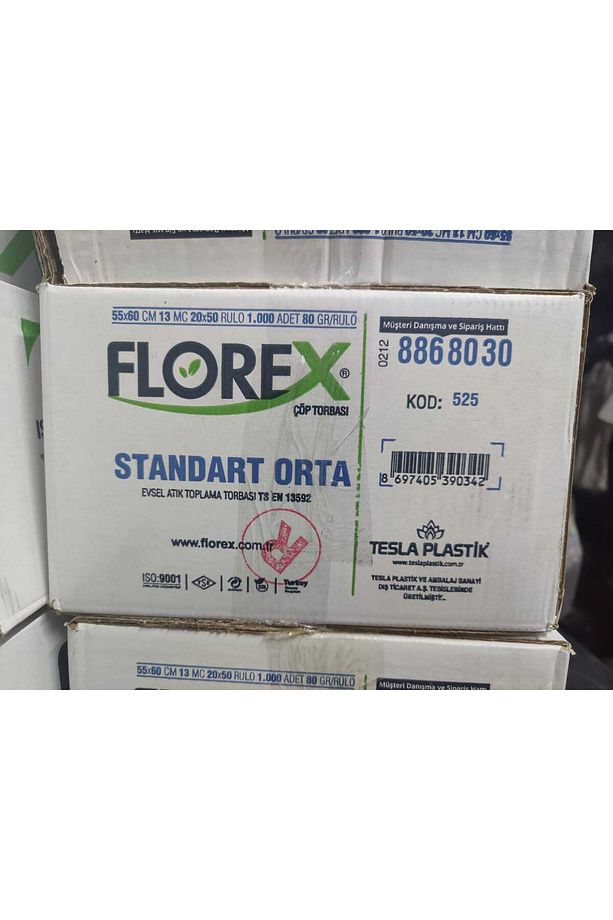 55x60 CM 13 MC 20x50 RULO 1.000 ADET 80 GR/RULO
FLOREX®
ÇÖP TORBASI
STANDART ORTA
EVSEL ATIK TOPLAMA TORBASI TS EN 13592
www.florex.com.tr
ISO:9001
TSE
Turkey
Müşteri Danışma ve Sipariş Hattı
0212 886 80 30
KOD: 525
8 697405 390342
TESLA PLASTİK
www.teslaplastik.com.tr
TESLA PLASTİK VE AMBALAJ SANAYİ
DIŞ TİCARET A.Ş. TESİSLERİNDE
ÜRETİLMİŞTİR.
55x60 CM 13 MC 20x50 RULO 1.000 ADET 80 GR/RULO
Müşteri Danışma ve Sipariş Hattı